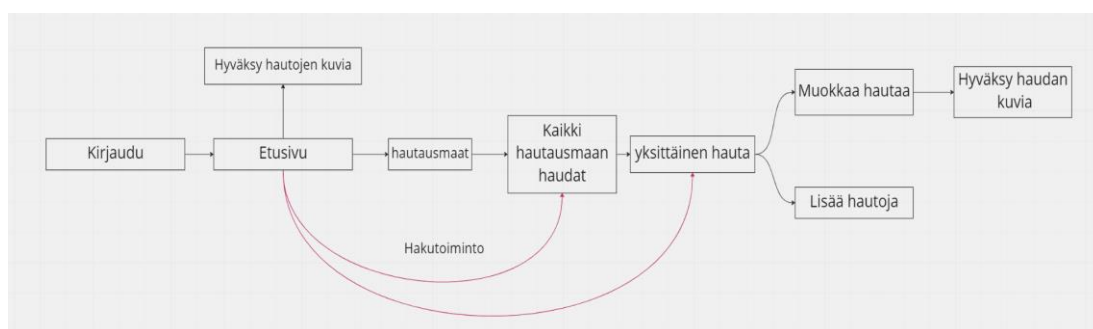 Hyväksy hautojen kuvia
Kirjaudu
Etusivu
hautausmaat
Kaikki
hautausmaan
haudat
yksittäinen hauta
Muokkaa hautaa
Hyväksy haudan
kuvia
Lisää hautoja
Hakutoiminto